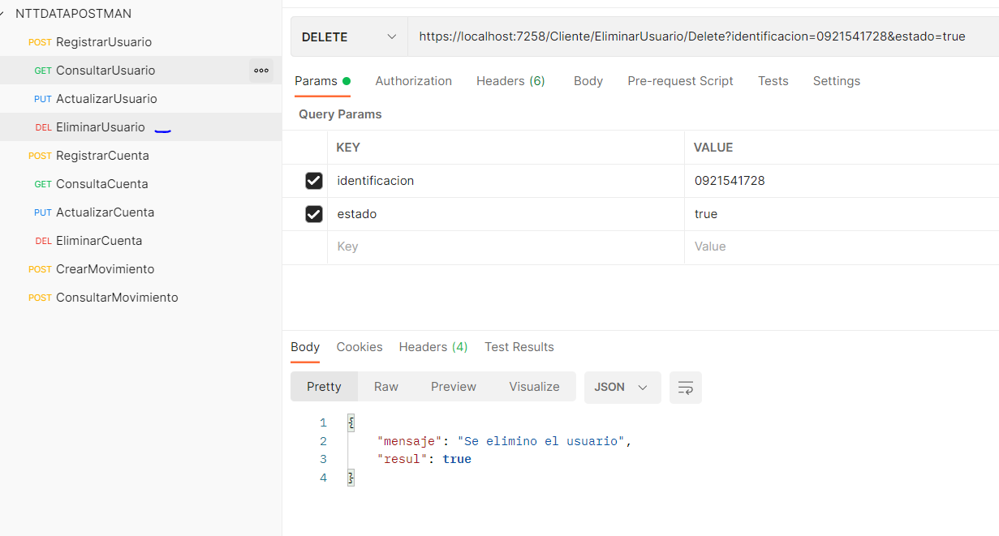 NTTDATAPOSTMAN
POST RegistrarUsuario
GET ConsultarUsuario
PUT ActualizarUsuario
DEL EliminarUsuario
POST RegistrarCuenta
GET ConsultaCuenta
PUT ActualizarCuenta
DEL EliminarCuenta
POST CrearMovimiento
POST ConsultarMovimiento
DELETE https://localhost:7258/Cliente/EliminarUsuario/Delete?identificacion=0921541728&estado=true
Params Authorization Headers (6) Body Pre-request Script Tests Settings
Query Params
KEY VALUE
identificacion 0921541728
estado true
Key Value
Body Cookies Headers (4) Test Results
Pretty Raw Preview Visualize JSON
1 {
2 "mensaje": "Se elimino el usuario",
3 "resul": true
4 }